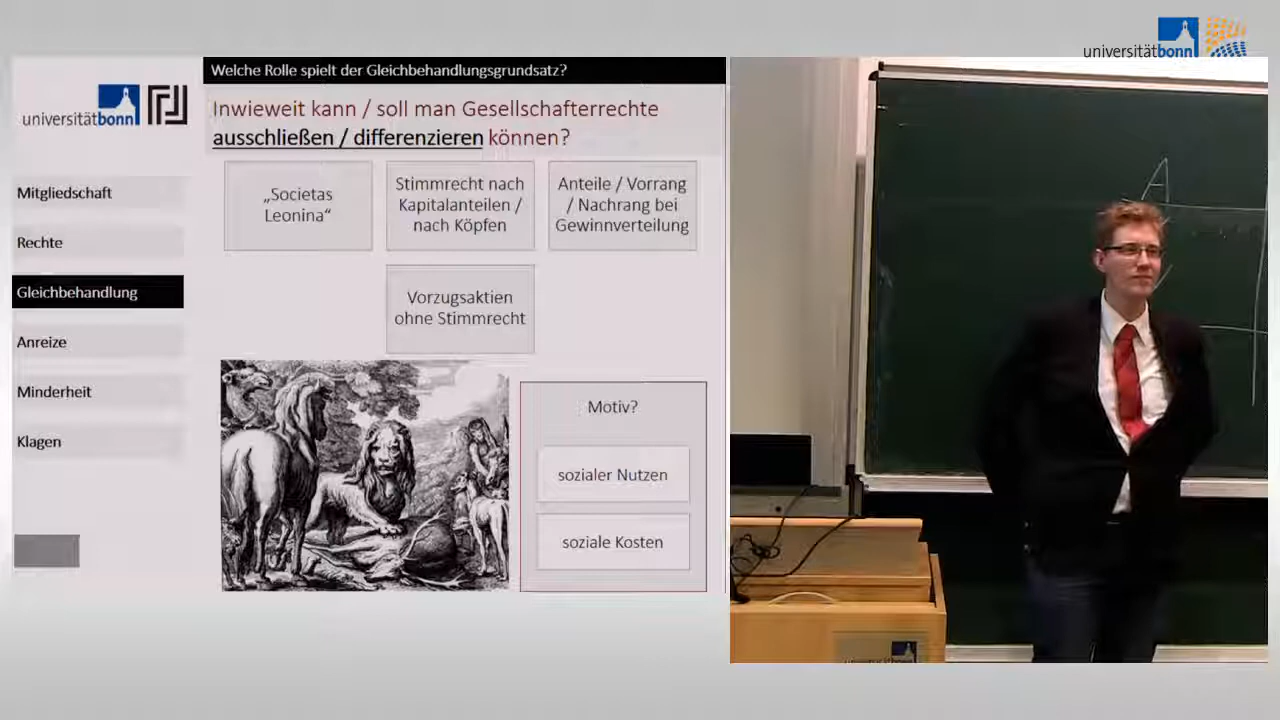 universitätbonn
Welche Rolle spielt der Gleichbehandlungsgrundsatz?
universitätbonn
Inwieweit kann / soll man Gesellschafterrechte
ausschließen / differenzieren können?
Mitgliedschaft
Rechte
Gleichbehandlung
Anreize
Minderheit
Klagen
„Societas
Leonina“
Stimmrecht nach
Kapitalanteilen /
nach Köpfen
Anteile / Vorrang
/ Nachrang bei
Gewinnverteilung
Vorzugsaktien
ohne Stimmrecht
Motiv?
sozialer Nutzen
soziale Kosten
universitätbonn